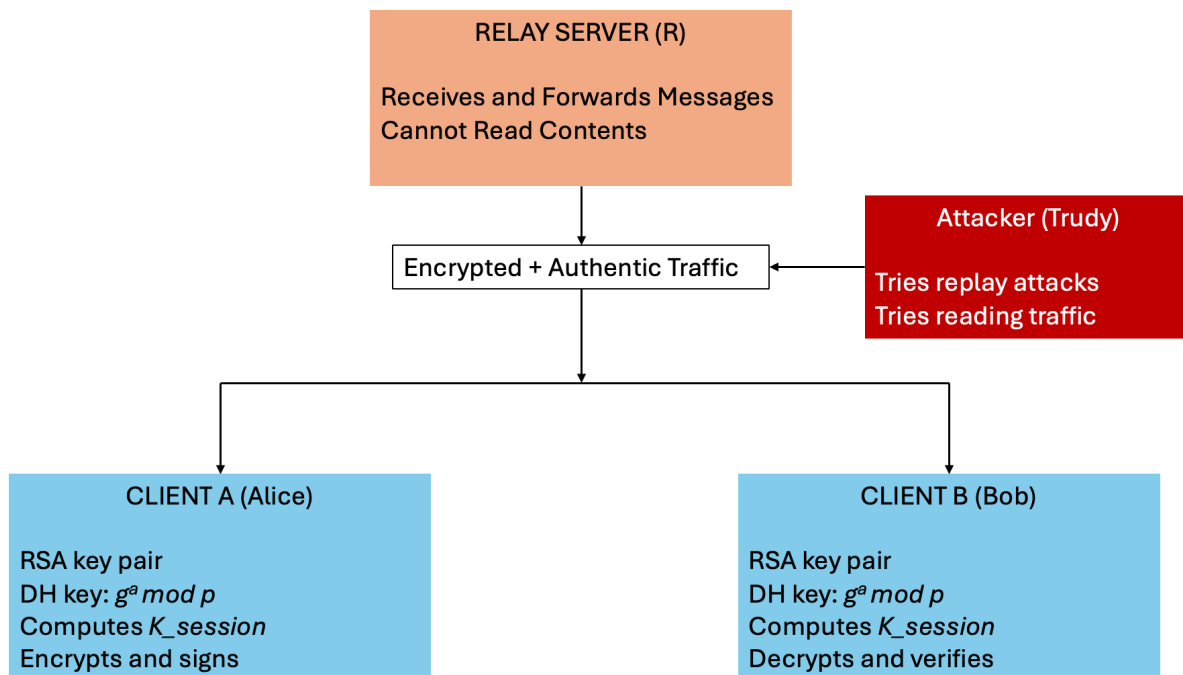 RELAY SERVER (R)
Receives and Forwards Messages
Cannot Read Contents
Encrypted + Authentic Traffic
Attacker (Trudy)
Tries replay attacks
Tries reading traffic
CLIENT A (Alice)
RSA key pair
DH key: gᵃ mod p
Computes K_session
Encrypts and signs
CLIENT B (Bob)
RSA key pair
DH key: gᵃ mod p
Computes K_session
Decrypts and verifies